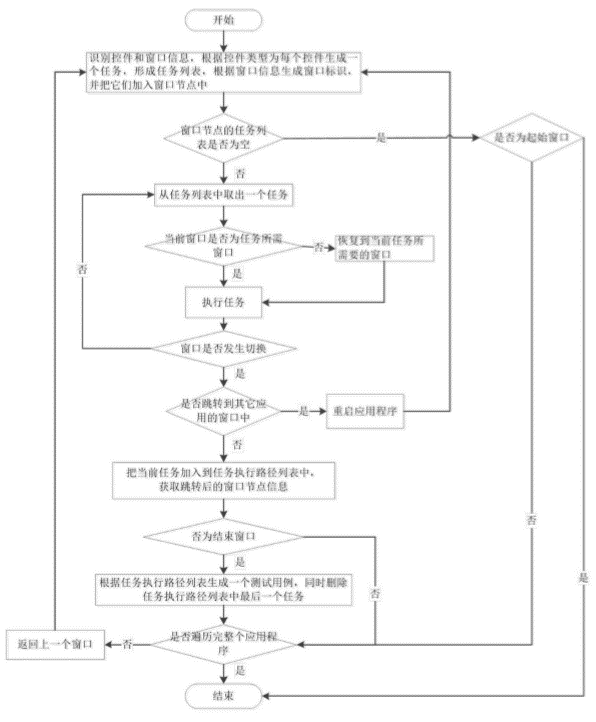 开始
识别控件和窗口信息，根据控件类型为每个控件生成一
个任务，形成任务列表，根据窗口信息生成窗口标识，
并把它们加入窗口节点中
窗口节点的任务列
表是否为空
是
是否为起始窗口
否
从任务列表中取出一个任务
当前窗口是否为任务所需
窗口
否
恢复到当前任务所
需要的窗口
否
是
执行任务
窗口是否发生切换
是
是否跳转到其它应
用的窗口中
是
重启应用程序
否
把当前任务加入到任务执行路径列表中，
获取跳转后的窗口节点信息
否
否为结束窗口
是
是
根据任务执行路径列表生成一个测试用例，同时删除
任务执行路径列表中最后一个任务
否
返回上一个窗口
否
是否遍历完整个应用程
序
是
结束